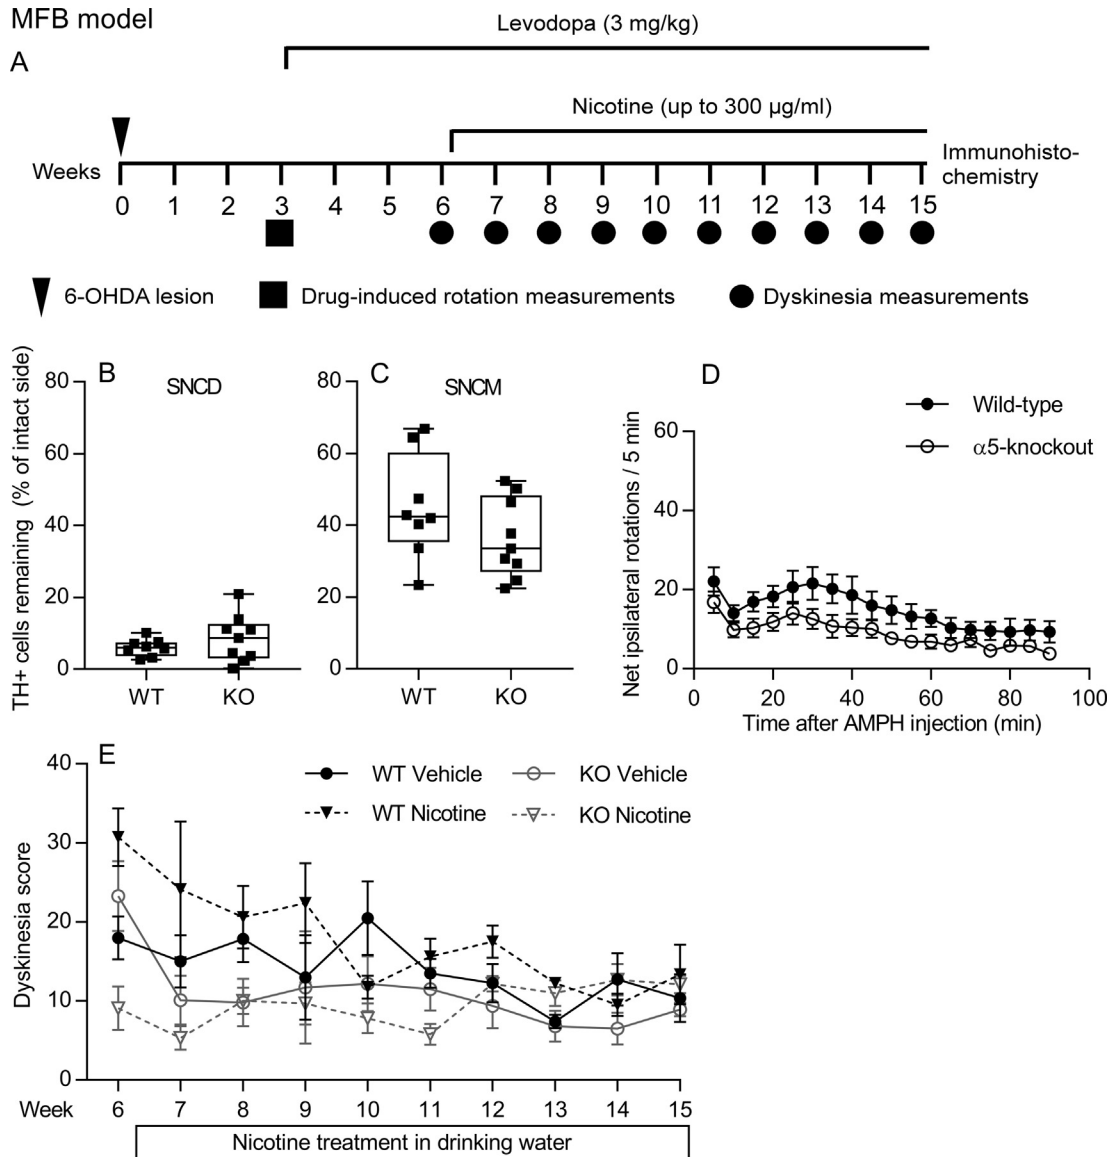 MFB model
A
Levodopa (3 mg/kg)
Nicotine (up to 300 µg/ml)
Weeks
Immunohisto-
chemistry
0 1 2 3 4 5 6 7 8 9 10 11 12 13 14 15
6-OHDA lesion
Drug-induced rotation measurements
Dyskinesia measurements
B
SNCD
TH+ cells remaining (% of intact side)
80
60
40
20
0
WT KO
C
SNCM
80
60
40
20
0
WT KO
D
Wild-type
α5-knockout
Net ipsilateral rotations / 5 min
60
40
20
0
0 20 40 60 80 100
Time after AMPH injection (min)
E
WT Vehicle
KO Vehicle
WT Nicotine
KO Nicotine
Dyskinesia score
40
30
20
10
0
Week 6 7 8 9 10 11 12 13 14 15
Nicotine treatment in drinking water